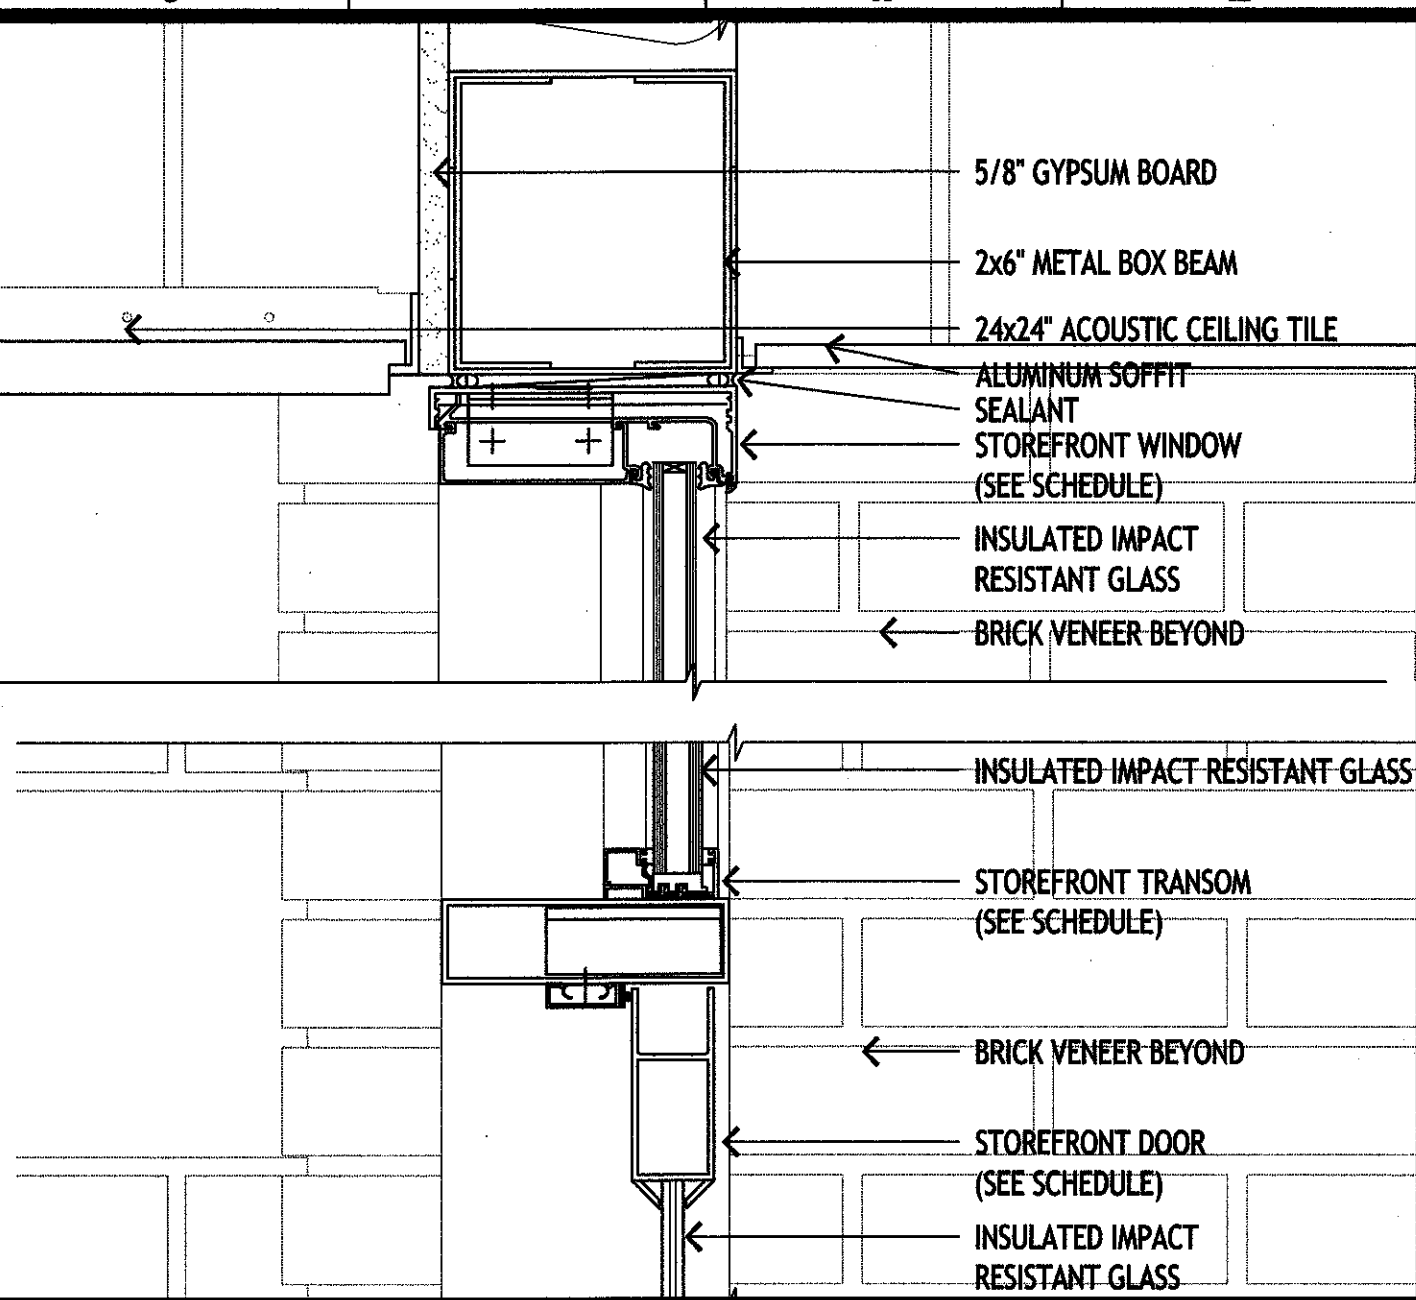 5/8" GYPSUM BOARD
2x6" METAL BOX BEAM
24x24" ACOUSTIC CEILING TILE
ALUMINUM SOFFIT
SEALANT
STOREFRONT WINDOW
(SEE SCHEDULE)
INSULATED IMPACT
RESISTANT GLASS
BRICK VENEER BEYOND
INSULATED IMPACT RESISTANT GLASS
STOREFRONT TRANSOM
(SEE SCHEDULE)
BRICK VENEER BEYOND
STOREFRONT DOOR
(SEE SCHEDULE)
INSULATED IMPACT
RESISTANT GLASS